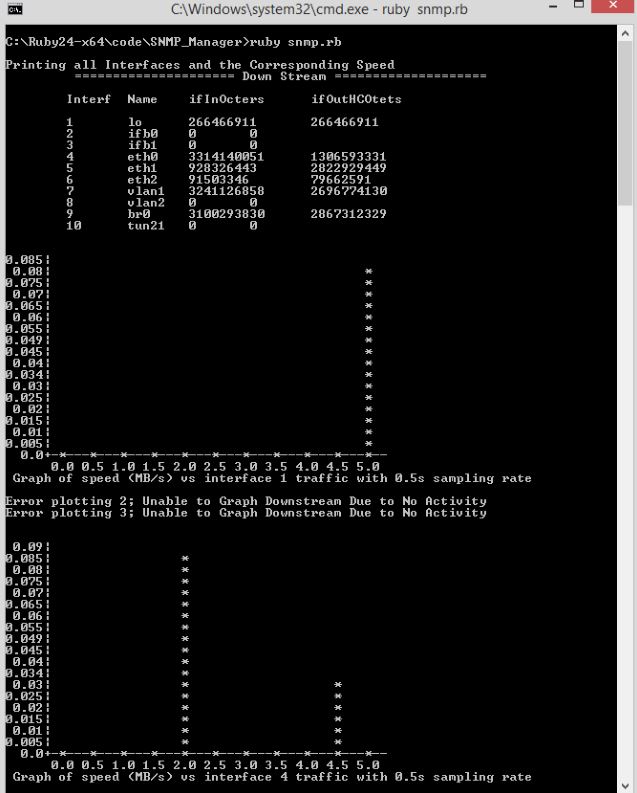 C:\Windows\system32\cmd.exe - ruby  snmp.rb
C:\Ruby24-x64\code\SNMP_Manager>ruby snmp.rb
Printing all Interfaces and the Corresponding Speed
===================== Down Stream ====================
Interf Name ifInOcters ifOutHCOtets
1 lo 266466911 266466911
2 ifb0 0 0
3 ifb1 0 0
4 eth0 3314140051 1306593331
5 eth1 928326443 2822929449
6 eth2 91503346 79662591
7 vlan1 3241126858 2696774130
8 vlan2 0 0
9 br0 3100293830 2867312329
10 tun21 0 0
0.085¦
0.08¦ *
0.075¦ *
0.07¦ *
0.065¦ *
0.06¦ *
0.055¦ *
0.049¦ *
0.045¦ *
0.04¦ *
0.034¦ *
0.03¦ *
0.025¦ *
0.02¦ *
0.015¦ *
0.01¦ *
0.005¦ *
0.0+-*---*---*---*---*---*---*---*---*---*---*--
0.0 0.5 1.0 1.5 2.0 2.5 3.0 3.5 4.0 4.5 5.0
Graph of speed (MB/s) vs interface 1 traffic with 0.5s sampling rate
Error plotting 2; Unable to Graph Downstream Due to No Activity
Error plotting 3; Unable to Graph Downstream Due to No Activity
0.09¦
0.085¦ *
0.08¦ *
0.075¦ *
0.07¦ *
0.065¦ *
0.06¦ *
0.055¦ *
0.049¦ *
0.045¦ *
0.04¦ *
0.034¦ *
0.03¦ * *
0.025¦ * *
0.02¦ * *
0.015¦ * *
0.01¦ * *
0.005¦ * *
0.0+-*---*---*---*---*---*---*---*---*---*---*--
0.0 0.5 1.0 1.5 2.0 2.5 3.0 3.5 4.0 4.5 5.0
Graph of speed (MB/s) vs interface 4 traffic with 0.5s sampling rate